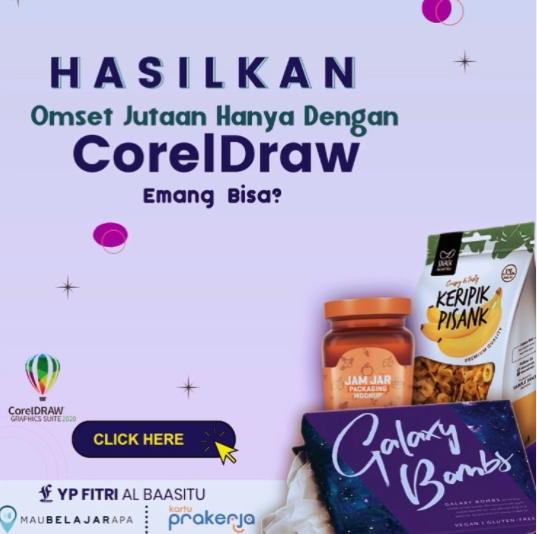 HASILKAN
Omset Jutaan Hanya Dengan
CorelDraw
Emang Bisa?
SNACK
Crispy & Tasty
KERIPIK
PISANK
PREMIUM QUALITY
JAM JAR
PACKAGING
MOCKUP
CorelDRAW
GRAPHICS SUITE 2020
CLICK HERE
Galaxy
Bombs
GALAXY BOMBS
VEGAN | GLUTEN-FREE
YP FITRI AL BAASITU
MAUBELAJARAPA
kartu
prakerja